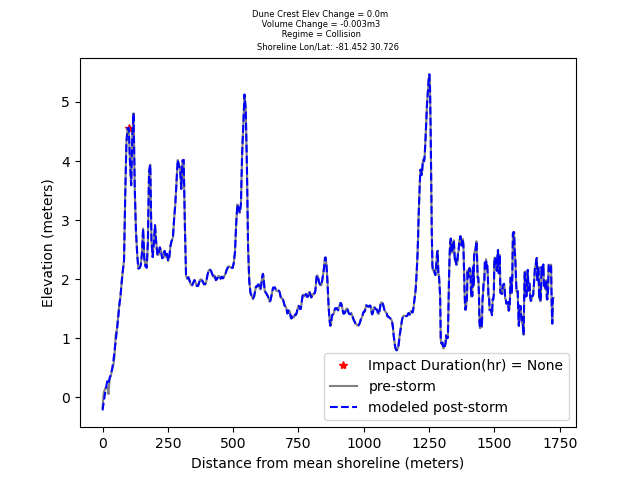 Dune Crest Elev Change = 0.0m
Volume Change = -0.003m3
Regime = Collision
Shoreline Lon/Lat: -81.452 30.726
Elevation (meters)
5
4
3
2
1
0
Impact Duration(hr) = None
pre-storm
modeled post-storm
0 250 500 750 1000 1250 1500 1750
Distance from mean shoreline (meters)